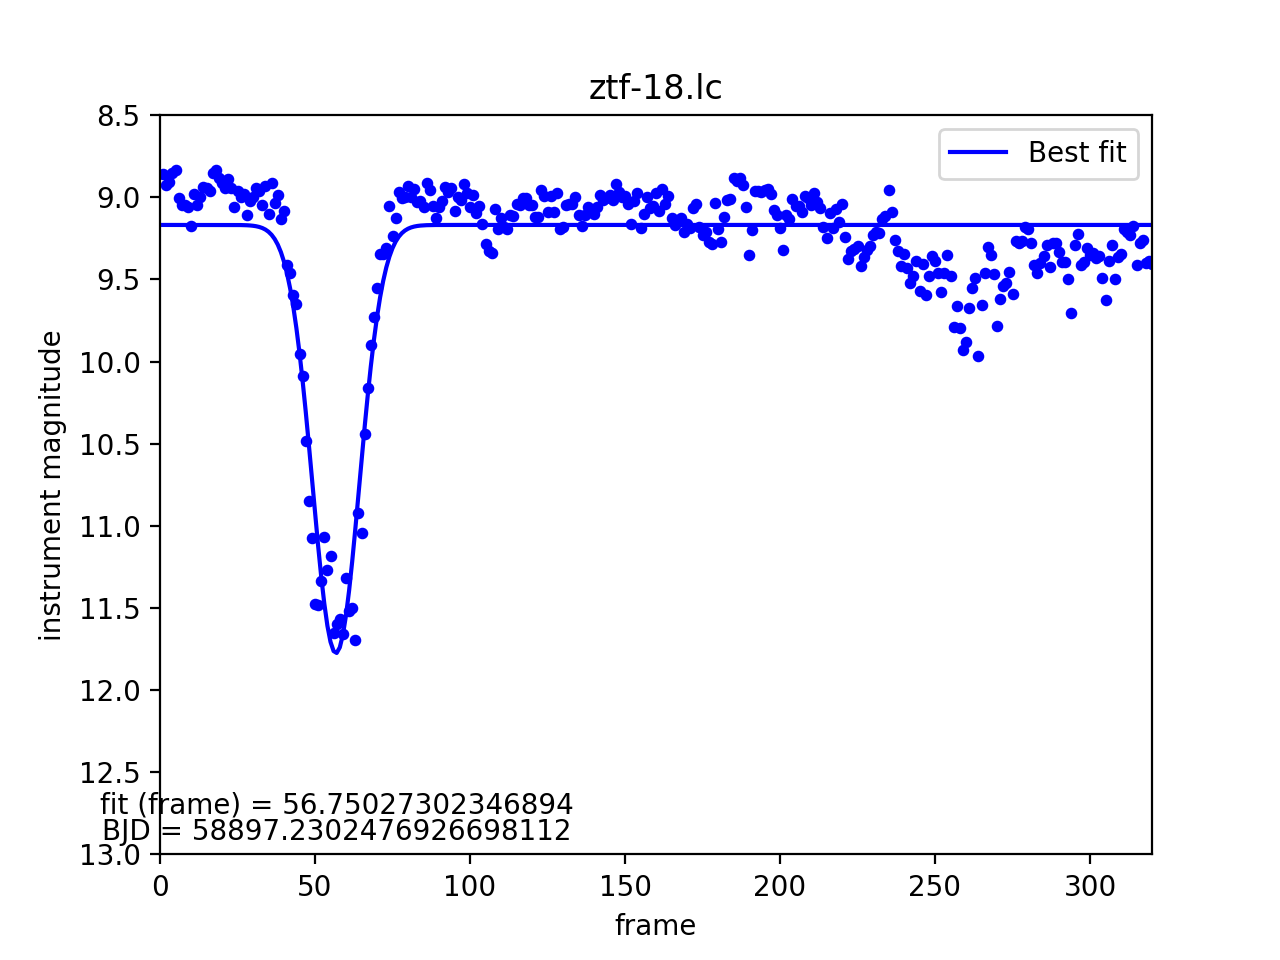 ztf-18.lc
Best fit
8.5
9.0
9.5
10.0
10.5
11.0
11.5
12.0
12.5
13.0
instrument magnitude
fit (frame) = 56.75027302346894
BJD = 58897.2302476926698112
0 50 100 150 200 250 300
frame